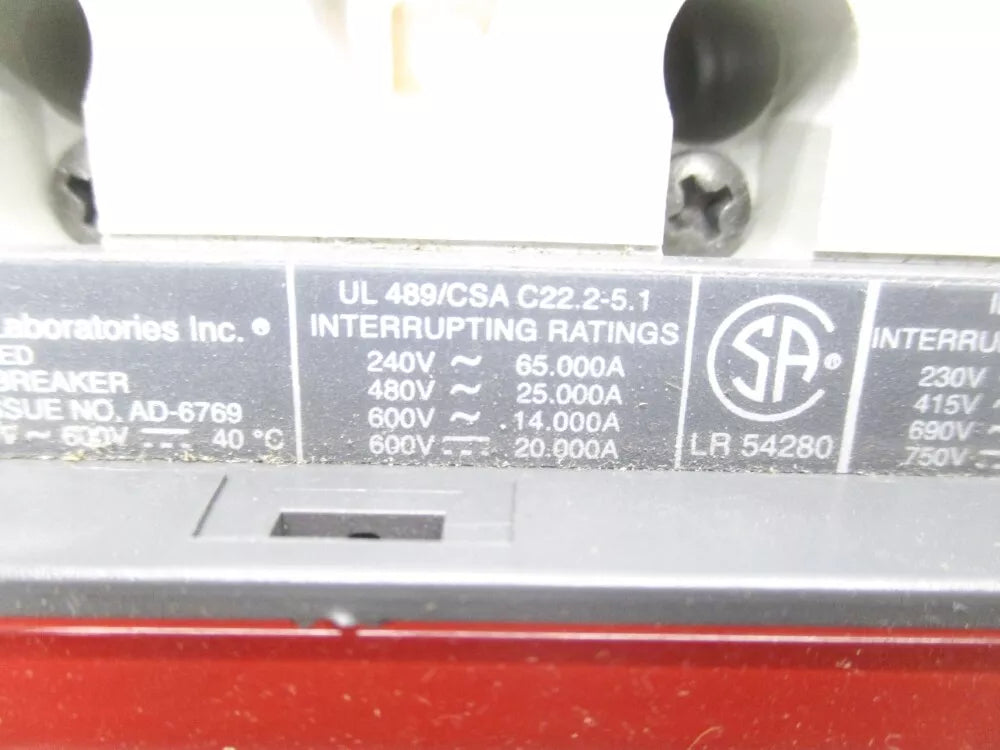 Laboratories Inc. ®
ED
BREAKER
SSUE NO. AD-6769
~ 600V ⎓ 40 °C
UL 489/CSA C22.2-5.1
INTERRUPTING RATINGS
240V ~ 65.000A
480V ~ 25.000A
600V ~ 14.000A
600V ⎓ 20.000A
SA ®
LR 54280
INTERRU
230V
415V ~
690V ~
750V ⎓